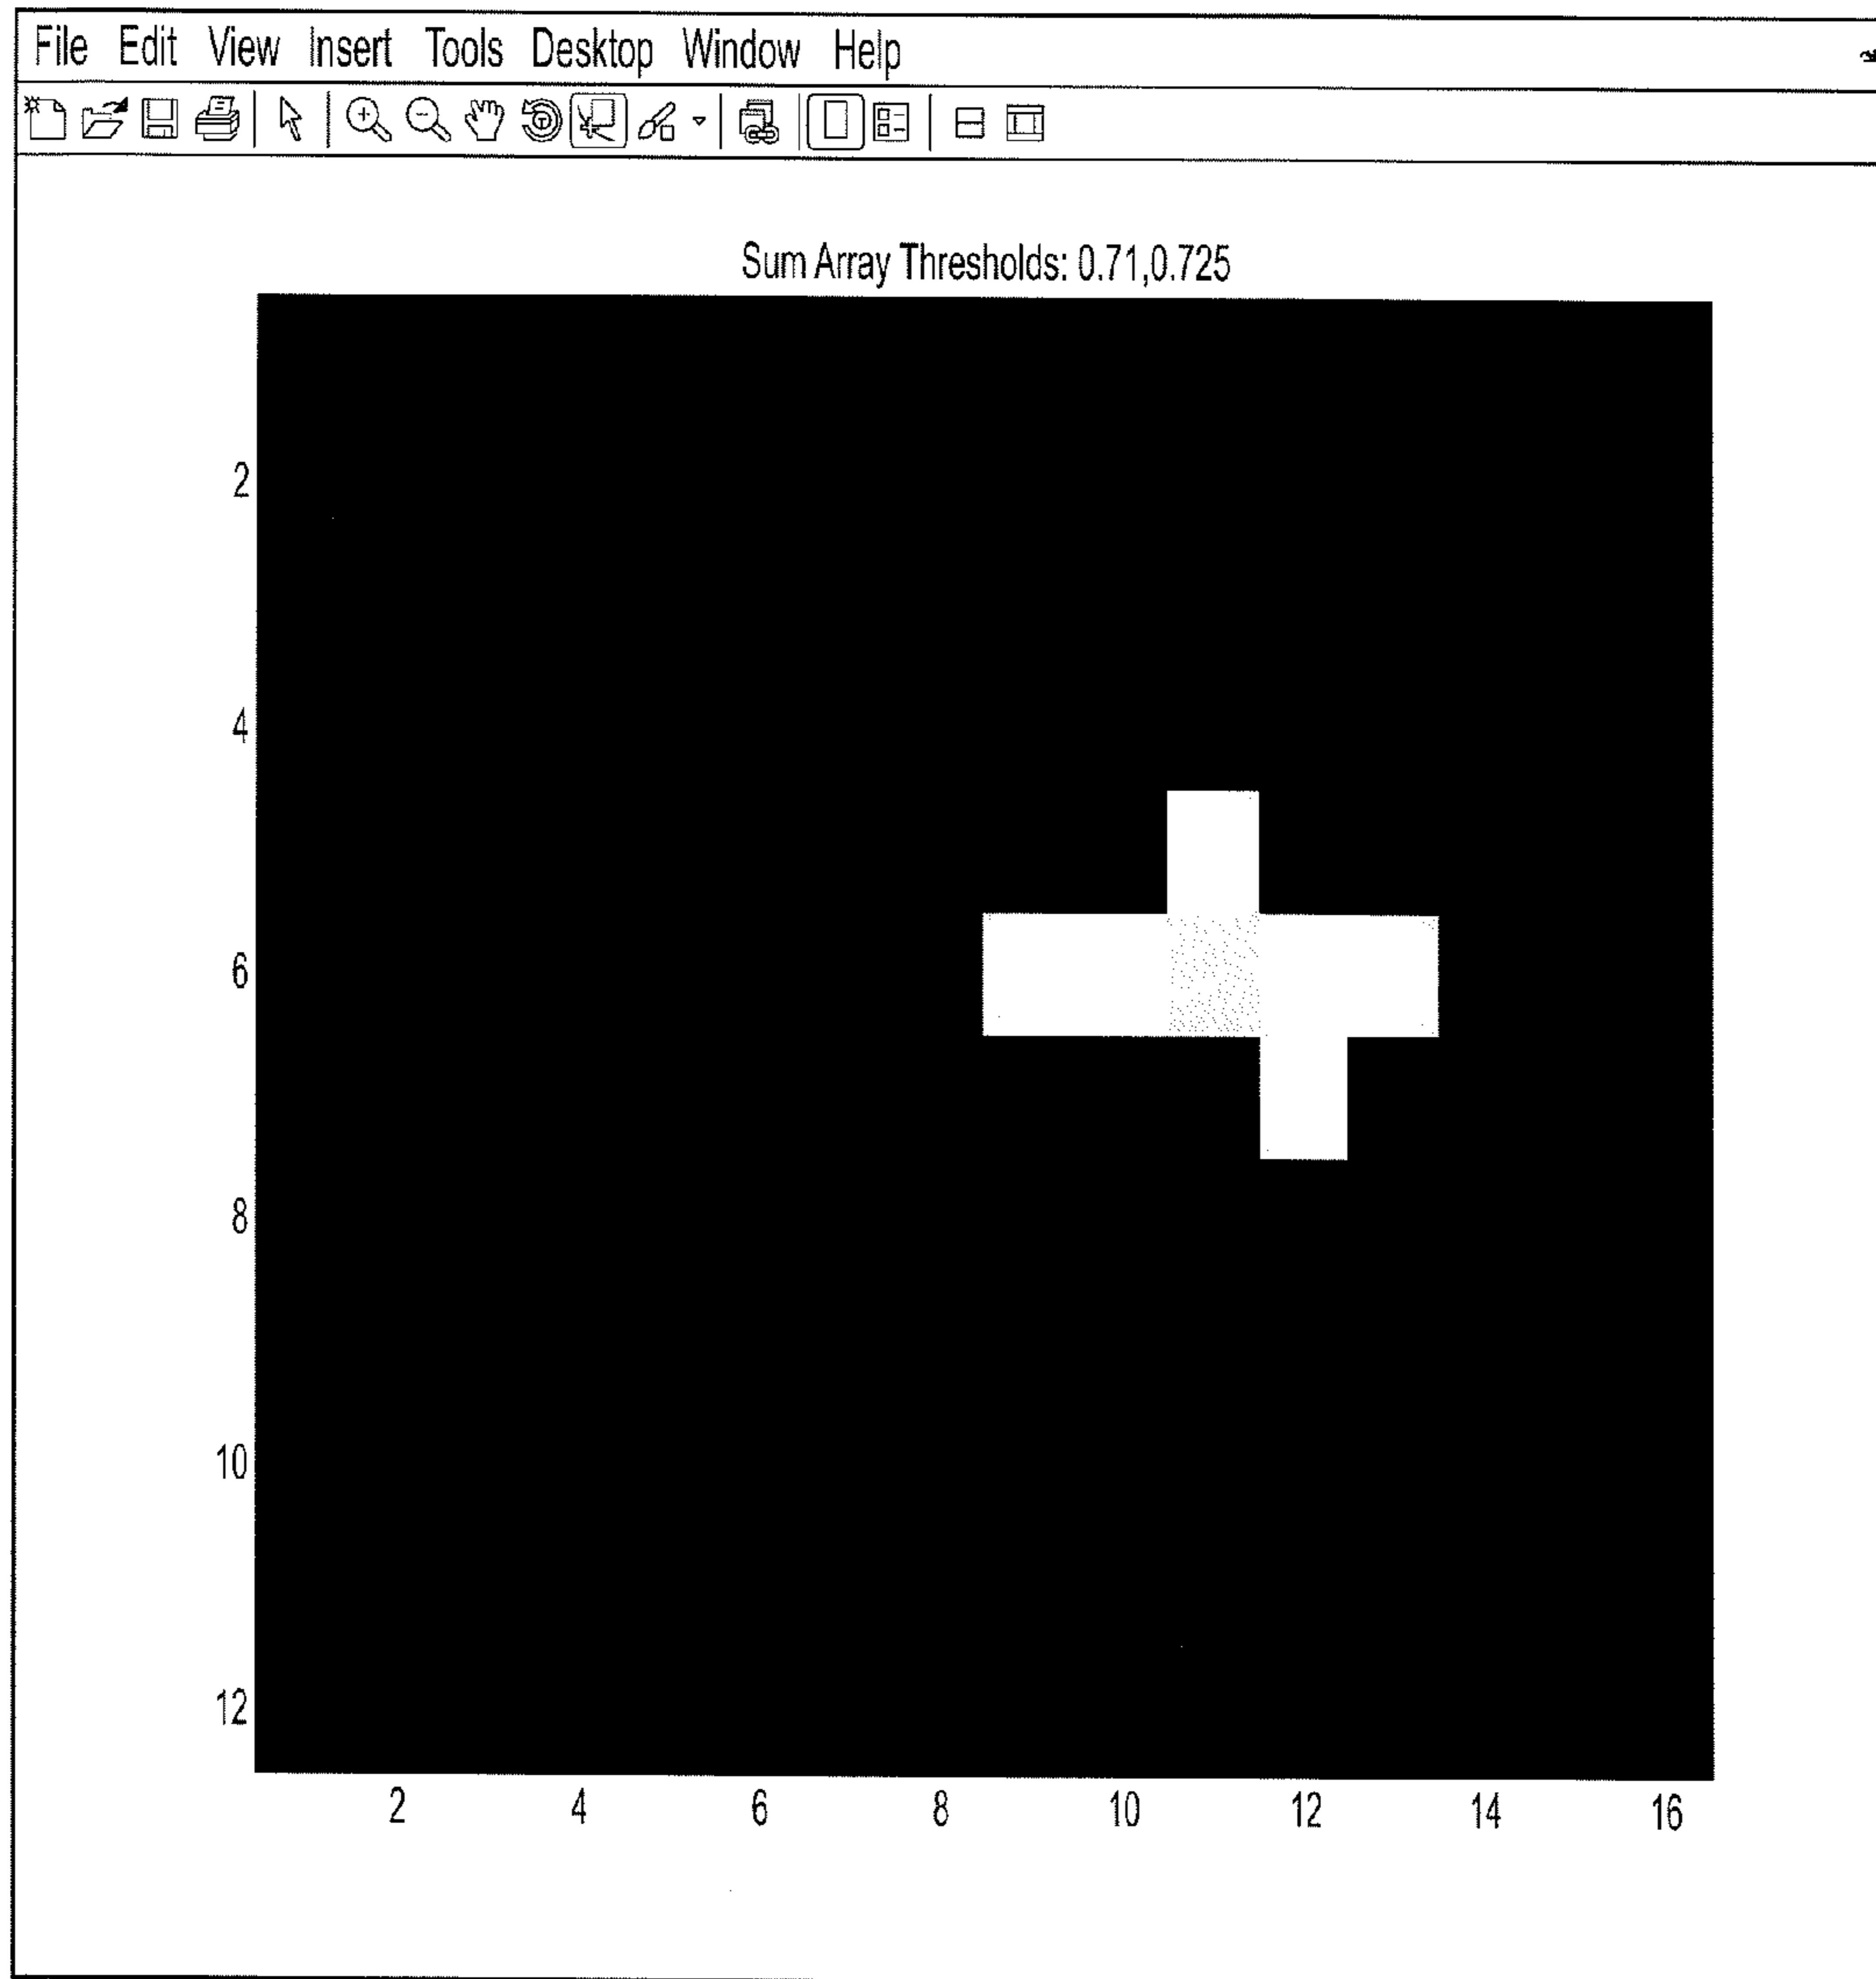 File Edit View Insert Tools Desktop Window Help
Sum Array Thresholds: 0.71,0.725
2
4
6
8
10
12
2 4 6 8 10 12 14 16